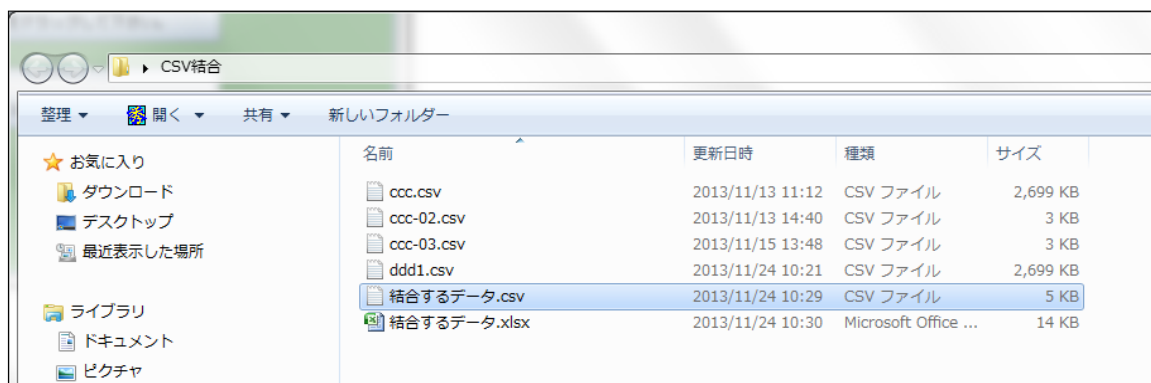 CSV結合
整理 開く 共有 新しいフォルダー
お気に入り
ダウンロード
デスクトップ
最近表示した場所
ライブラリ
ドキュメント
ピクチャ
名前 更新日時 種類 サイズ
ccc.csv 2013/11/13 11:12 CSV ファイル 2,699 KB
ccc-02.csv 2013/11/13 14:40 CSV ファイル 3 KB
ccc-03.csv 2013/11/15 13:48 CSV ファイル 3 KB
ddd1.csv 2013/11/24 10:21 CSV ファイル 2,699 KB
結合するデータ.csv 2013/11/24 10:29 CSV ファイル 5 KB
結合するデータ.xlsx 2013/11/24 10:30 Microsoft Office ... 14 KB